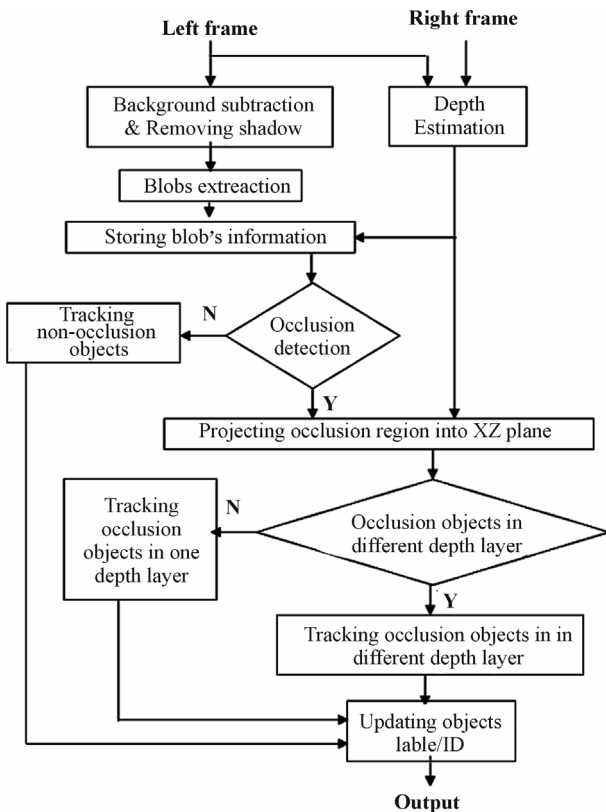 Left frame
Right frame
Background subtraction
& Removing shadow
Depth
Estimation
Blobs extreaction
Storing blob's information
Tracking
non-occlusion
objects
N
Occlusion
detection
Y
Projecting occlusion region into XZ plane
Tracking
occlusion
objects in one
depth layer
N
Occlusion objects in
different depth layer
Y
Tracking occlusion objects in in
different depth layer
Updating objects
lable/ID
Output